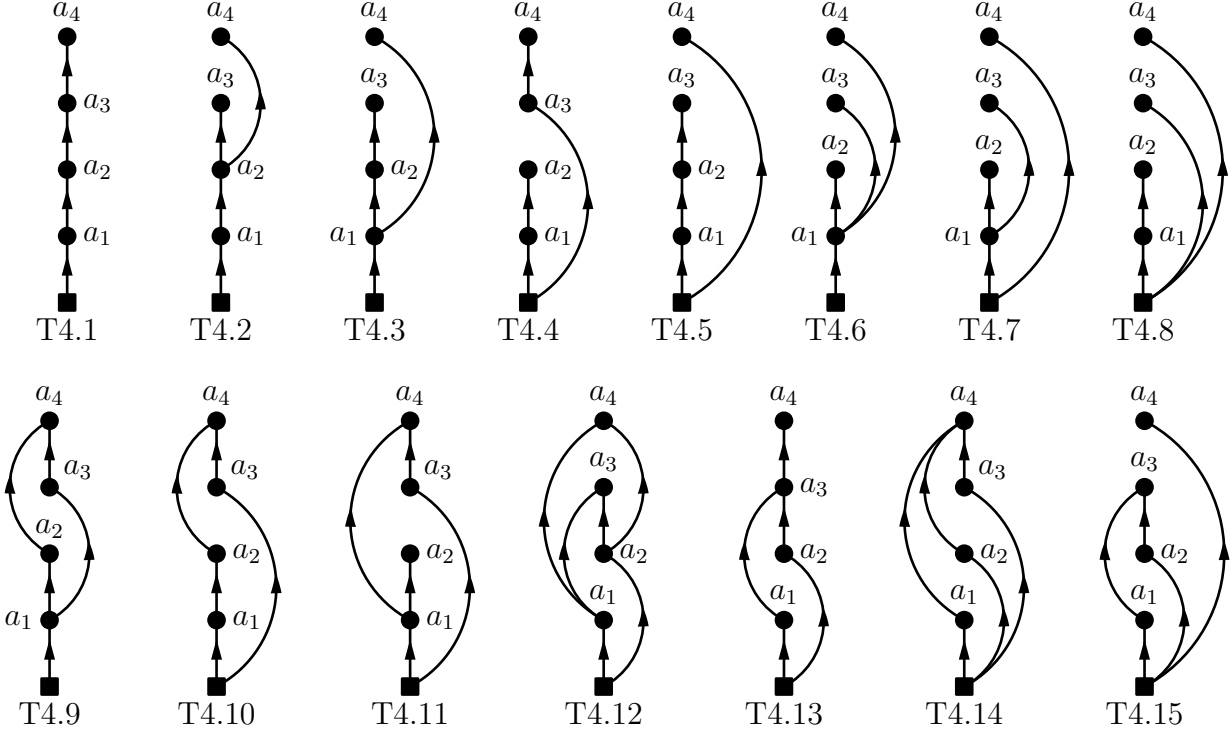 a4 a4 a4 a4 a4 a4 a4 a4
a3 a3 a3 a3 a3 a3 a3 a3
a2 a2 a2 a2 a2 a2 a2 a2
a1 a1 a1 a1 a1 a1 a1 a1
T4.1 T4.2 T4.3 T4.4 T4.5 T4.6 T4.7 T4.8
a4 a4 a4 a4 a4 a4 a4
a3 a3 a3 a3 a3 a3 a3
a2 a2 a2 a2 a2 a2 a2
a1 a1 a1 a1 a1 a1 a1
T4.9 T4.10 T4.11 T4.12 T4.13 T4.14 T4.15